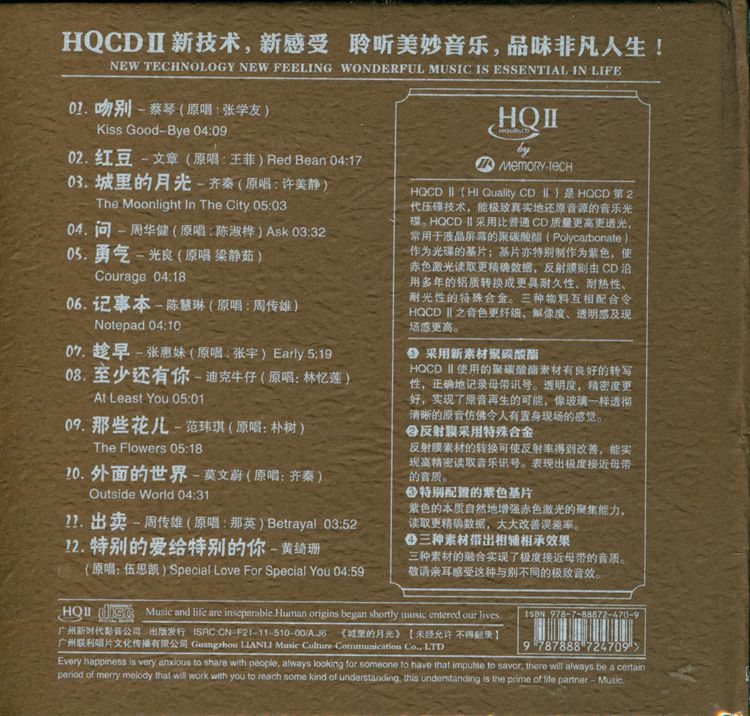 HQCD II 新技术，新感受 聆听美妙音乐，品味非凡人生！
NEW TECHNOLOGY NEW FEELING WONDERFUL MUSIC IS ESSENTIAL IN LIFE
01. 吻别 – 蔡琴 ( 原唱 : 张学友 )
Kiss Good–Bye 04:09
02. 红豆 – 文章 ( 原唱 : 王菲 ) Red Bean 04:17
03. 城里的月光 – 齐秦 ( 原唱 : 许美静 )
The Moonlight In The City 05:03
04. 问 – 周华健 ( 原唱 : 陈淑桦 ) Ask 03:32
05. 勇气 – 光良 ( 原唱 梁静茹 )
Courage 04:18
06. 记事本 – 陈慧琳 ( 原唱 : 周传雄 )
Notepad 04:10
07. 趁早 – 张惠妹 ( 原唱 : 张宇 ) Early 5:19
08. 至少还有你 – 迪克牛仔 ( 原唱: 林忆莲 )
At Least You 05:01
09. 那些花儿 – 范玮琪 ( 原唱 : 朴树 )
The Flowers 05:18
10. 外面的世界 – 莫文蔚 ( 原唱 : 齐秦 )
Outside World 04:31
11. 出卖 – 周传雄 ( 原唱 : 那英 ) Betrayal 03:52
12. 特别的爱给特别的你 – 黄绮珊
( 原唱 : 伍思凯 ) Special Love For Special You 04:59
HQ II
HiQualityCD
by
MEMORY-TECH
HQCD II ( HI Quality CD II ) 是 HQCD 第 2
代压碟技术，能极致真实地还原音源的音乐光
碟。HQCD II 采用比普通 CD 质量更高更透光，
常用于液晶屏幕的聚碳酸酯 ( Polycarbonate )
作为光碟的基片；基片亦特别制作为紫色，使
赤色激光读取更精确数据，反射膜则由 CD 沿
用多年的铝质转换成更具耐久性、耐热性、
耐光性的特殊合金。三种物料互相配合令
HQCD II 之音色更纤细、解像度、透明感及现
场感更高。
1 采用新素材聚碳酸酯
HQCD II 使用的聚碳酸酯素材有良好的转写
性，正确地记录母带讯号。透明度，精密度更
好，实现了原音再生的可能，像玻璃一样透彻
清晰的原音仿佛令人有置身现场的感觉。
2 反射膜采用特殊合金
反射膜素材的转换可使反射率得到改善，能实
现高精密读取音乐讯号。表现出极度接近母带
的音质。
3 特别配置的紫色基片
紫色的本质自然地增强赤色激光的聚集能力，
读取更精确数据，大大改善误差率。
4 三种素材带出相辅相承效果
三种素材的融合实现了极度接近母带的音质。
敬请亲耳感受这种与别不同的极致音效。
HQ II COMPACT disc DIGITAL AUDIO Music and life are inseparable.Human origins began shortly music entered our lives.
广州新时代影音公司 出版发行 ISRC:CN–F21–11–510–00/A.J6 《城里的月光》【 未经允许 不得翻录 】
广州联利唱片文化传播有限公司 Guangzhou LIANLI Music Culture Communication Co., LTD
ISBN 978-7-88872-470-9
9 787888 724709
Every happiness is very anxious to share with people, always looking for someone to have that impulse to savor, there will always be a certain
period of merry melody that will work with you to reach some kind of understanding, this understanding is the prime of life partner – Music.